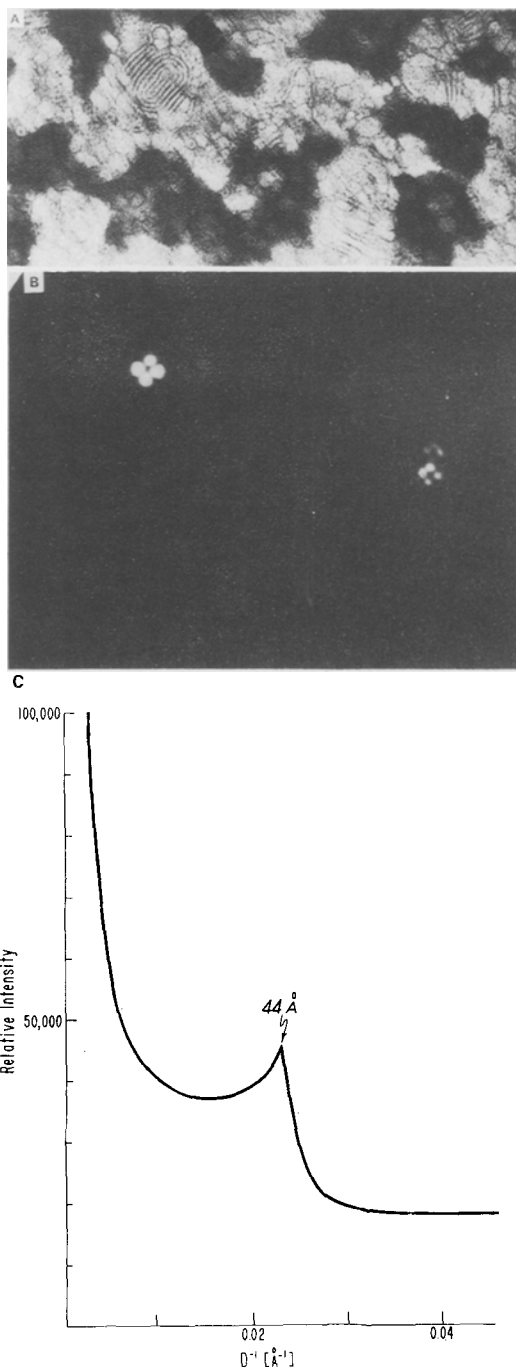 A
B
C
100,000
50,000
Relative Intensity
44 Å
0.02
0.04
D⁻¹ [Å⁻¹]